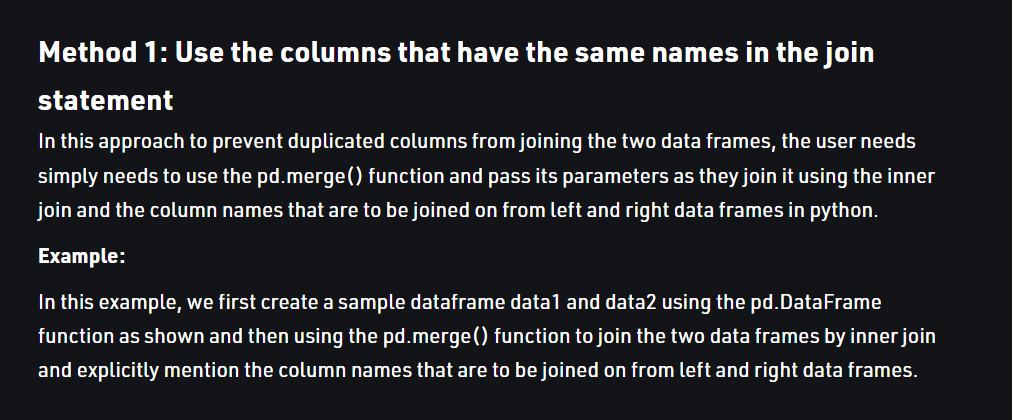 Method 1: Use the columns that have the same names in the join
statement
In this approach to prevent duplicated columns from joining the two data frames, the user needs
simply needs to use the pd.merge() function and pass its parameters as they join it using the inner
join and the column names that are to be joined on from left and right data frames in python.
Example:
In this example, we first create a sample dataframe data1 and data2 using the pd.DataFrame
function as shown and then using the pd.merge() function to join the two data frames by inner join
and explicitly mention the column names that are to be joined on from left and right data frames.